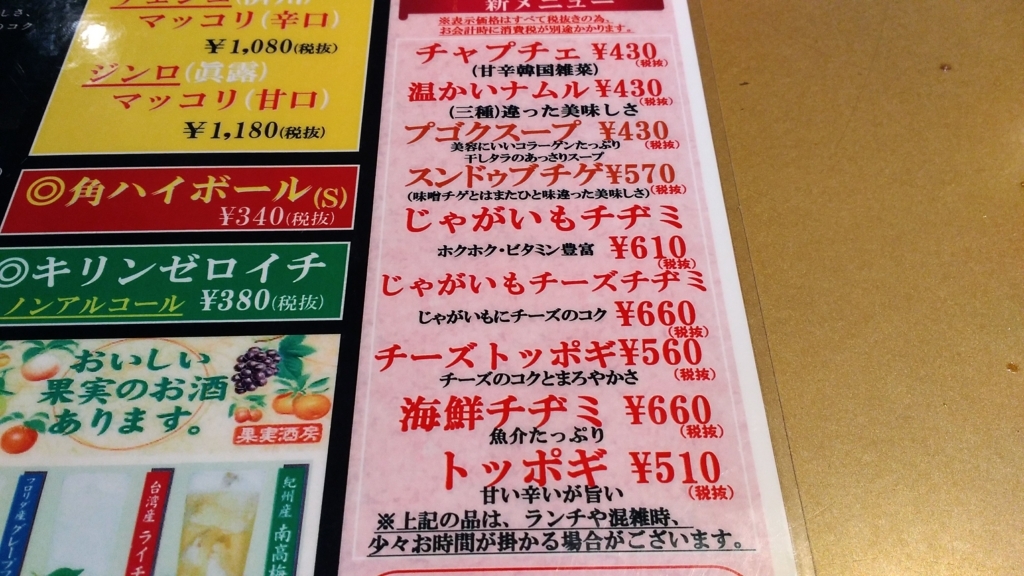 マッコリ(辛口)
¥1,080(税抜)
ジンロ(眞露)
マッコリ(甘口)
¥1,180(税抜)
◎角ハイボール(S)
¥340(税抜)
◎キリンゼロイチ
ノンアルコール ¥380(税抜)
おいしい
果実のお酒
あります。
果実酒房
台湾産 ライチ
紀州産 南高梅
新メニュー
※表示価格はすべて税抜きの為、
お会計時に消費税が別途かかります。
チャプチェ ¥430
(税抜)
(甘辛韓国雑菜)
温かいナムル ¥430
(税抜)
(三種)違った美味しさ
プゴクスープ ¥430
(税抜)
美容にいいコラーゲンたっぷり
干しタラのあっさりスープ
スンドゥブチゲ¥570
(税抜)
(味噌チゲとはまたひと味違った美味しさ)
じゃがいもチヂミ
ホクホク・ビタミン豊富 ¥610
(税抜)
じゃがいもチーズチヂミ
じゃがいもにチーズのコク ¥660
(税抜)
チーズトッポギ¥560
(税抜)
チーズのコクとまろやかさ
海鮮チヂミ ¥660
(税抜)
魚介たっぷり
トッポギ ¥510
(税抜)
甘い辛いが旨い
※上記の品は、ランチや混雑時、
少々お時間が掛かる場合がございます。